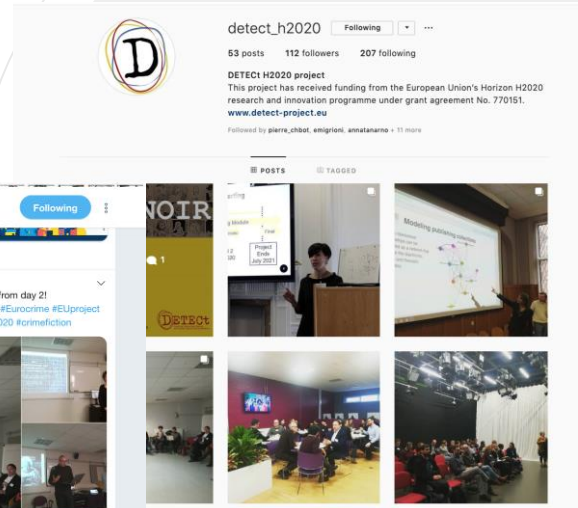 detect_h2020
Following
53 posts 112 followers 207 following
DETECt H2020 project
This project has received funding from the European Union's Horizon H2020
research and innovation programme under grant agreement No. 770151.
www.detect-project.eu
Followed by pierre_chbot, emigrioni, annatanarno + 11 more
POSTS
TAGGED
D
Following
from day 2!
#Eurocrime #EUproject
020 #crimefiction
NOIR
1
DETECt
Project
Ends
July 2021
Modeling publishing collections